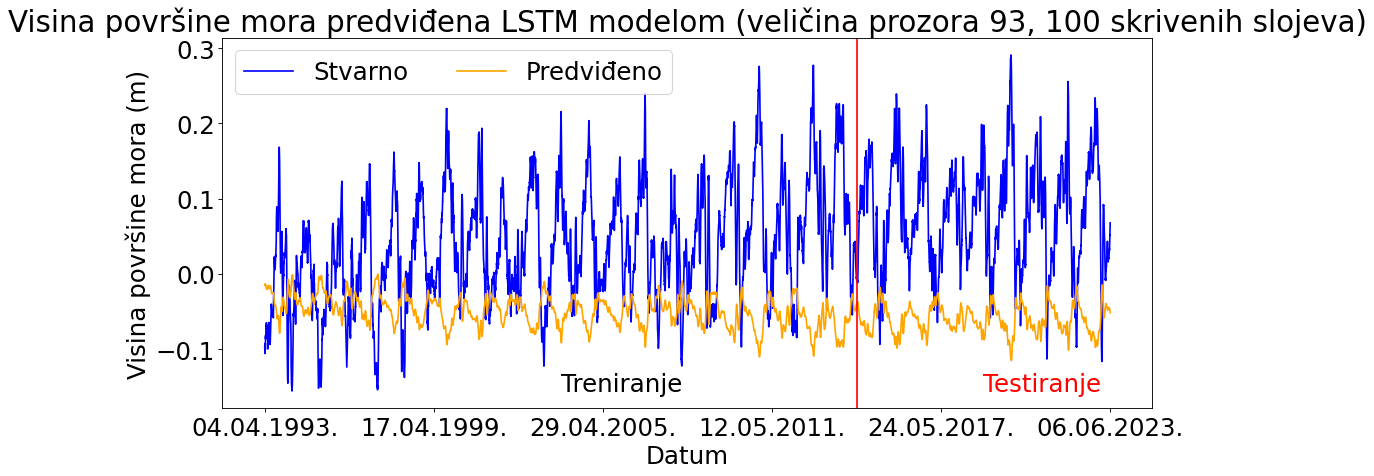 Visina površine mora predviđena LSTM modelom (veličina prozora 93, 100 skrivenih slojeva)
Stvarno Predviđeno
Visina površine mora (m)
0.3
0.2
0.1
0.0
−0.1
Treniranje Testiranje
04.04.1993. 17.04.1999. 29.04.2005. 12.05.2011. 24.05.2017. 06.06.2023.
Datum